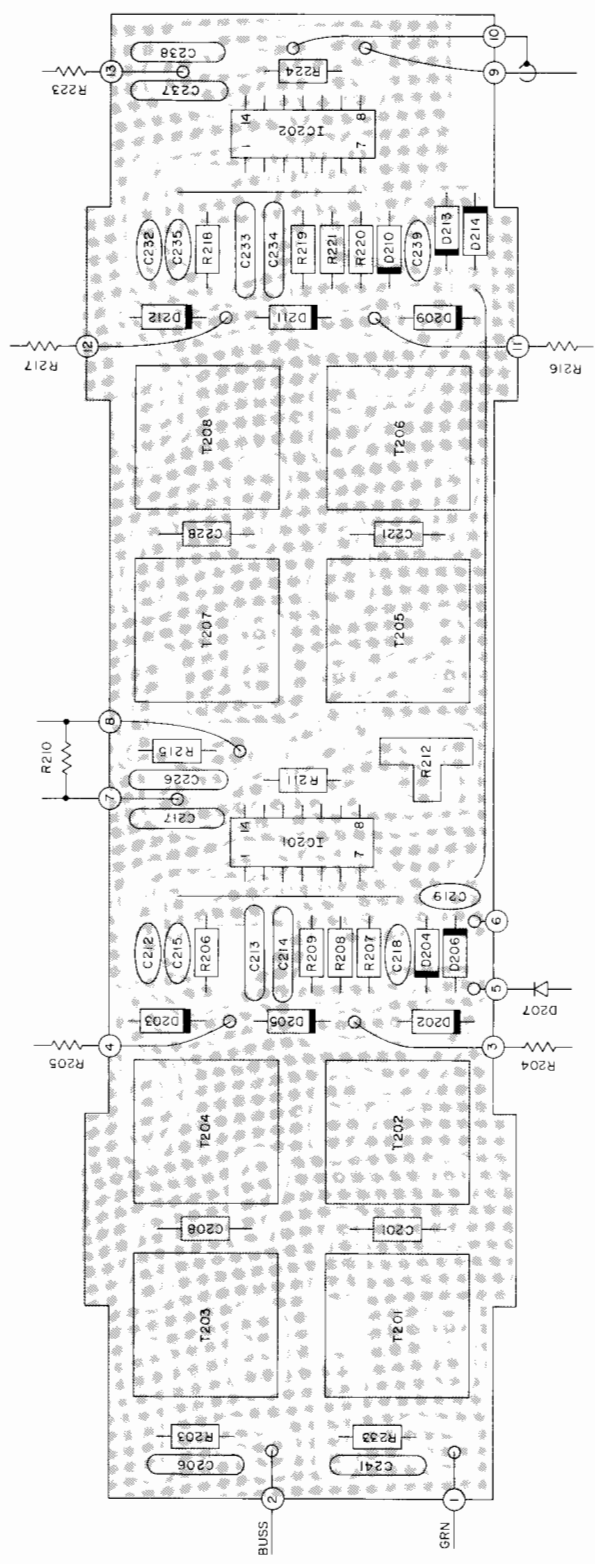 C238
10
13
R223
C237
R224
9
14
8
IC202
1
7
C232
C235
R218
C233
C234
R219
R221
R220
D210
C239
D213
D214
D212
D211
D209
12
R217
11
R216
T208
T206
C228
C221
T207
T205
8
R210
R215
C226
7
C217
R211
R212
14
8
IC201
1
7
C219
6
C212
C215
R206
C213
C214
R209
R208
R207
C218
D204
D206
5
D207
D203
D205
D202
4
R205
3
R204
T204
T202
C208
C201
T203
T201
R203
R233
C206
C241
2
BUSS
1
GRN